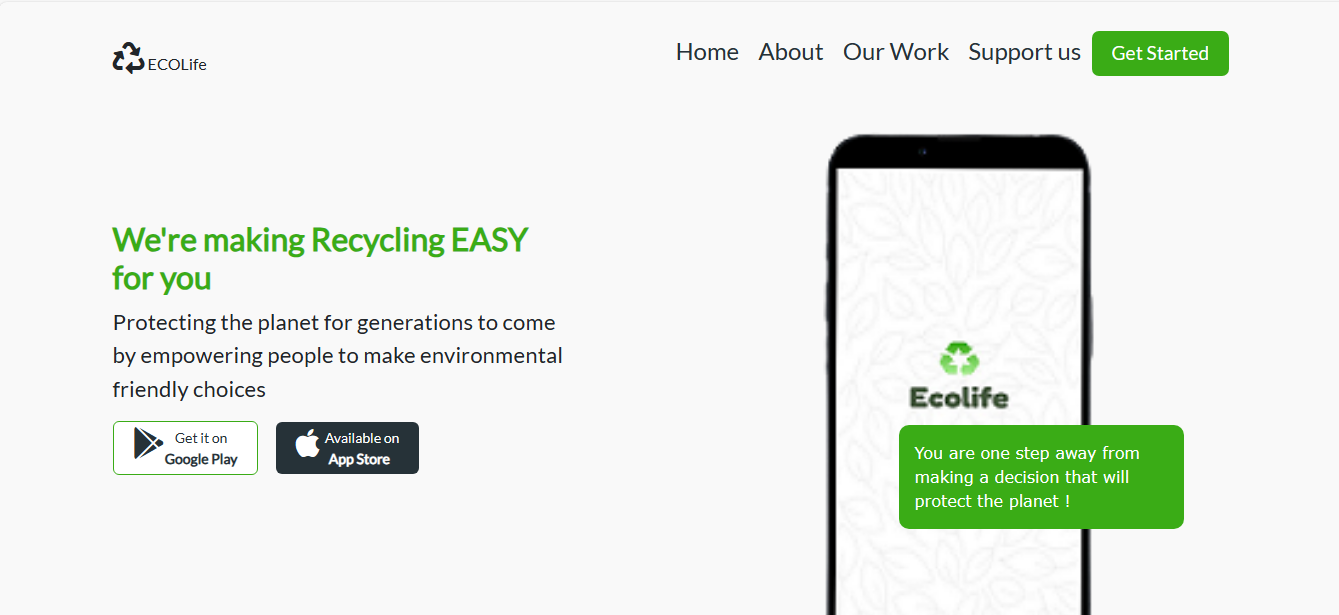 ECOLife
Home About Our Work Support us Get Started
We're making Recycling EASY
for you
Protecting the planet for generations to come
by empowering people to make environmental
friendly choices
Get it on
Google Play
Available on
App Store
Ecolife
You are one step away from
making a decision that will
protect the planet !